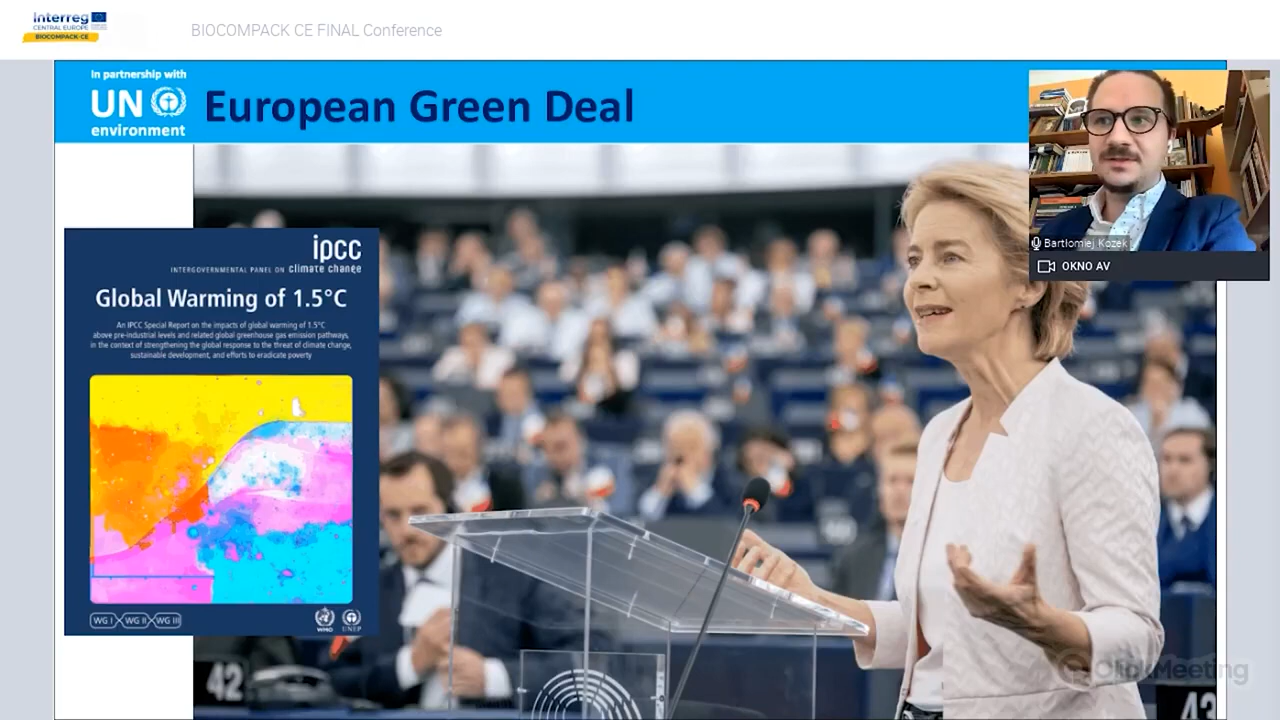 Interreg
CENTRAL EUROPE
BIOCOMPACK-CE
BIOCOMPACK CE FINAL Conference
In partnership with
UN
environment
European Green Deal
Bartłomiej Kozek
OKNO AV
ipcc
INTERGOVERNMENTAL PANEL ON climate change
Global Warming of 1.5°C
An IPCC Special Report on the impacts of global warming of 1.5°C
above pre-industrial levels and related global greenhouse gas emission pathways,
in the context of strengthening the global response to the threat of climate change,
sustainable development, and efforts to eradicate poverty
WG I WG II WG III
WMO UNEP
42
43
ClickMeeting